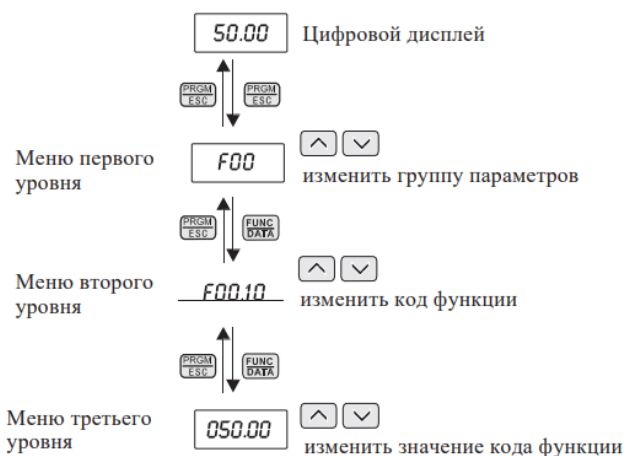 50.00 Цифровой дисплей
PRGM PRGM
ESC ESC
Меню первого
уровня
F00
изменить группу параметров
PRGM FUNC
ESC DATA
Меню второго
уровня
F00.10
изменить код функции
PRGM FUNC
ESC DATA
Меню третьего
уровня
050.00
изменить значение кода функции